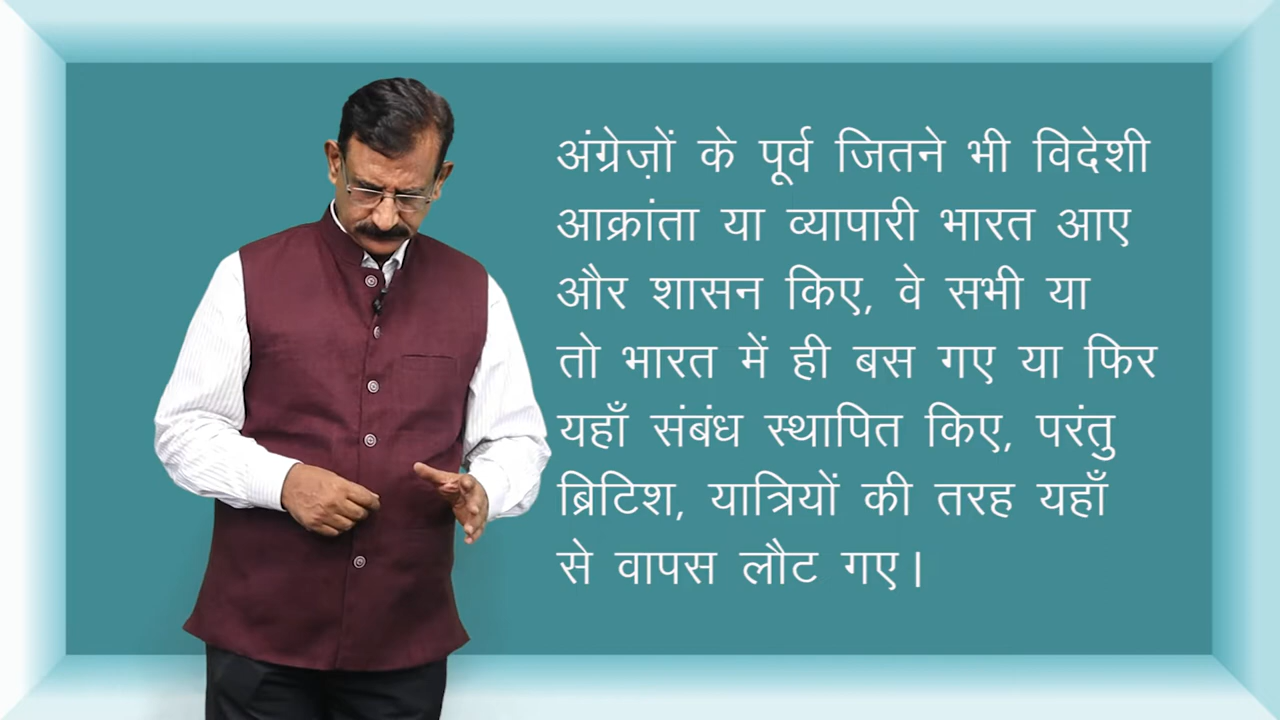 अंग्रेज़ों के पूर्व जितने भी विदेशी
आक्रांता या व्यापारी भारत आए
और शासन किए, वे सभी या
तो भारत में ही बस गए या फिर
यहाँ संबंध स्थापित किए, परंतु
ब्रिटिश, यात्रियों की तरह यहाँ
से वापस लौट गए।